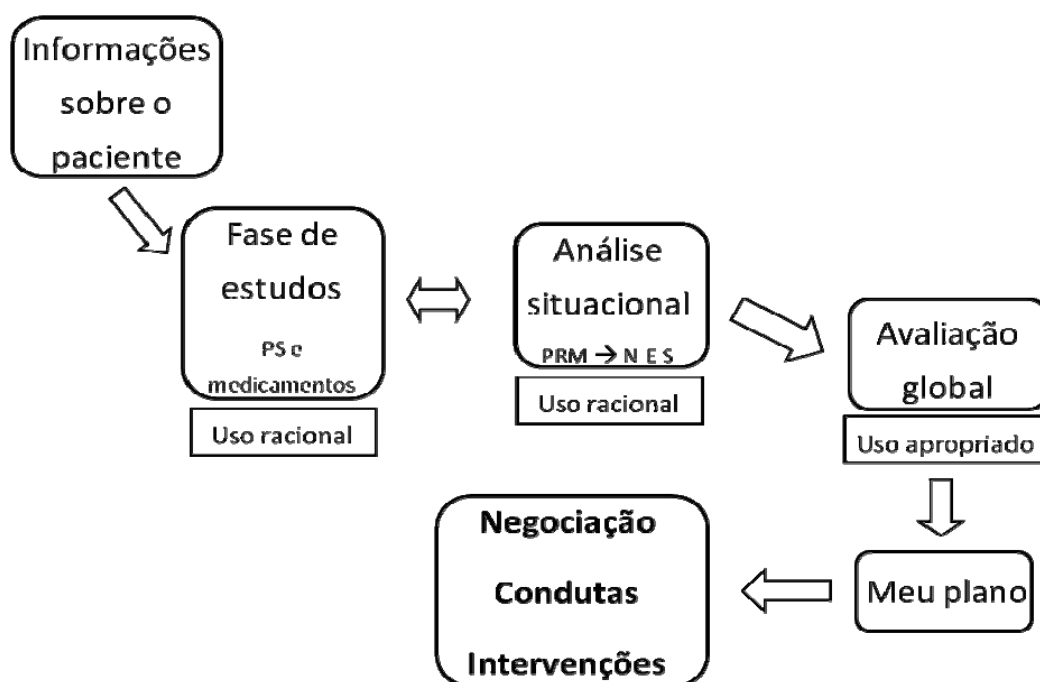 Informações
sobre o
paciente
Fase de
estudos
PS e
medicamentos
Uso racional
Análise
situacional
PRM → N E S
Uso racional
Avaliação
global
Uso apropriado
Meu plano
Negociação
Condutas
Intervenções